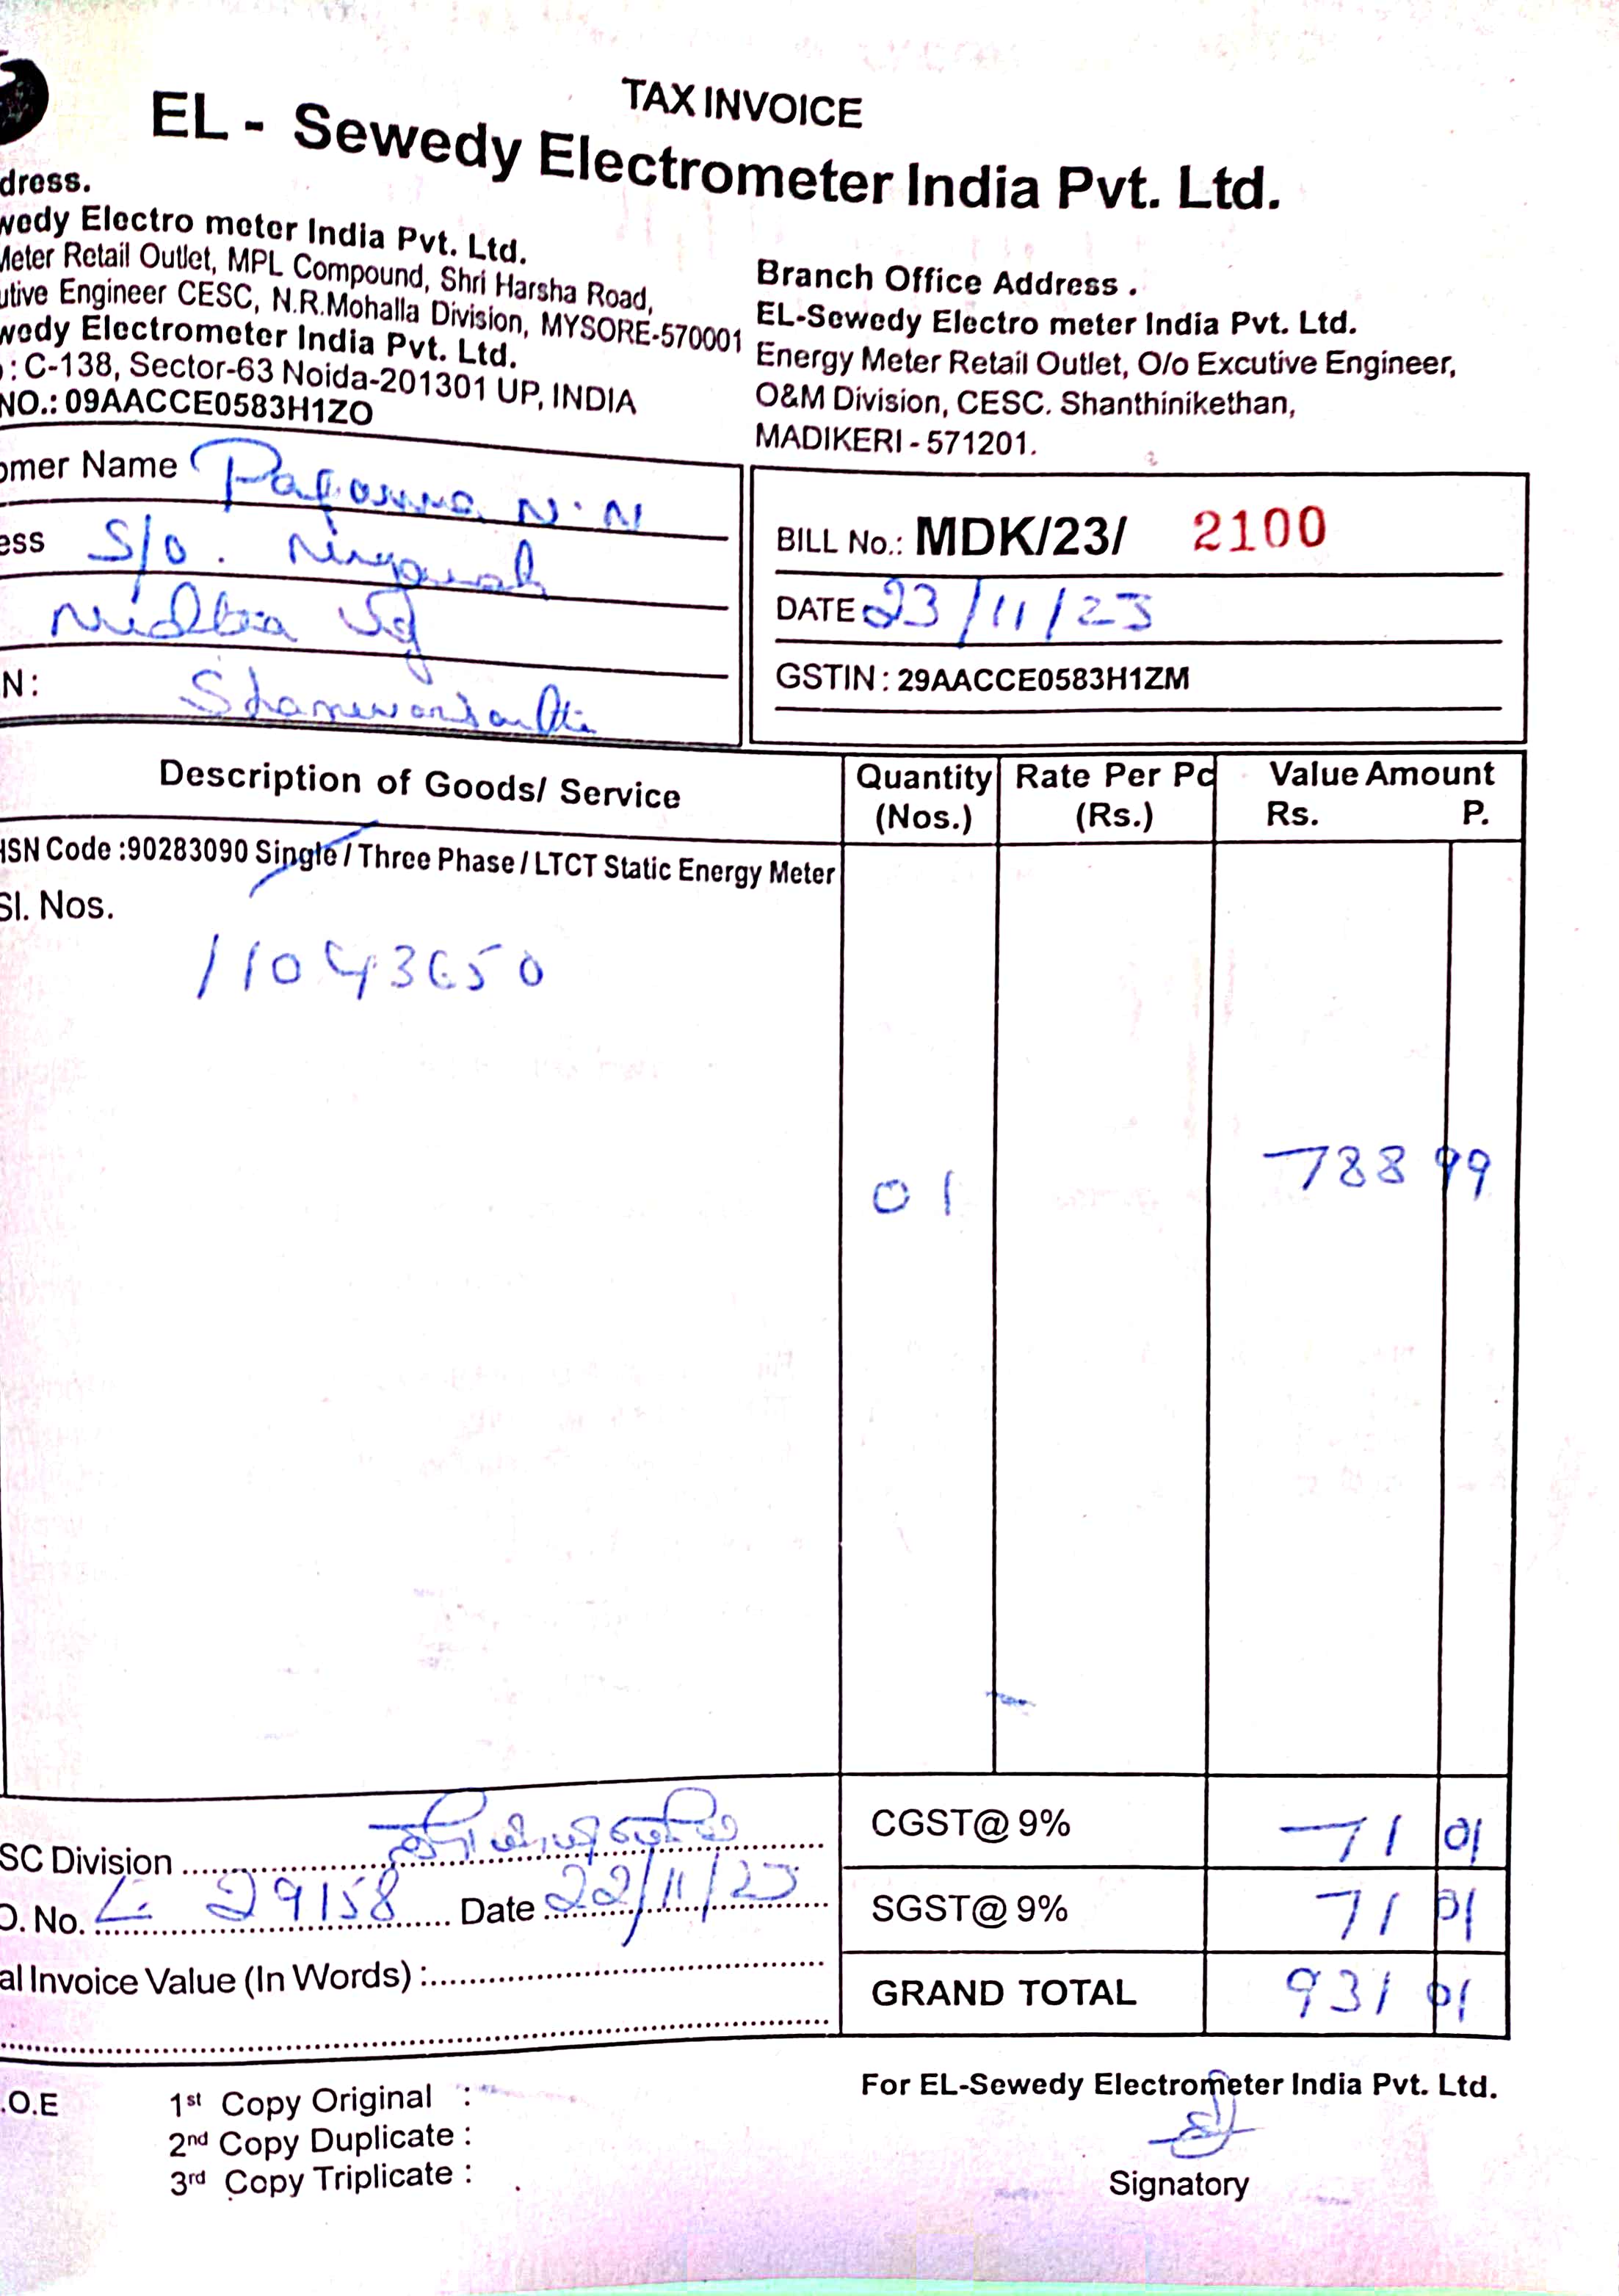 TAX INVOICE
EL - Sewedy Electrometer India Pvt. Ltd.
dress.
wedy Electro meter India Pvt. Ltd.
Meter Retail Outlet, MPL Compound, Shri Harsha Road,
utive Engineer CESC, N.R.Mohalla Division, MYSORE-570001
wedy Electrometer India Pvt. Ltd.
: C-138, Sector-63 Noida-201301 UP, INDIA
NO.: 09AACCE0583H1ZO
Branch Office Address .
EL-Sewedy Electro meter India Pvt. Ltd.
Energy Meter Retail Outlet, O/o Excutive Engineer,
O&M Division, CESC. Shanthinikethan,
MADIKERI - 571201.
omer Name N.N
ess S/o.
N :
BILL No.: MDK/23/ 2100
DATE 23/11/23
GSTIN : 29AACCE0583H1ZM
Description of Goods/ Service Quantity (Nos.) Rate Per Pc (Rs.) Value Amount Rs. P.
HSN Code :90283090 Single / Three Phase / LTCT Static Energy Meter
Sl. Nos.
11043650
01 788 99
SC Division
O. No. 29158 Date 22/11/23
al Invoice Value (In Words) :
CGST@ 9% 71 01
SGST@ 9% 71 01
GRAND TOTAL 931 01
.O.E
1st Copy Original :
2nd Copy Duplicate :
3rd Copy Triplicate :
For EL-Sewedy Electrometer India Pvt. Ltd.
Signatory